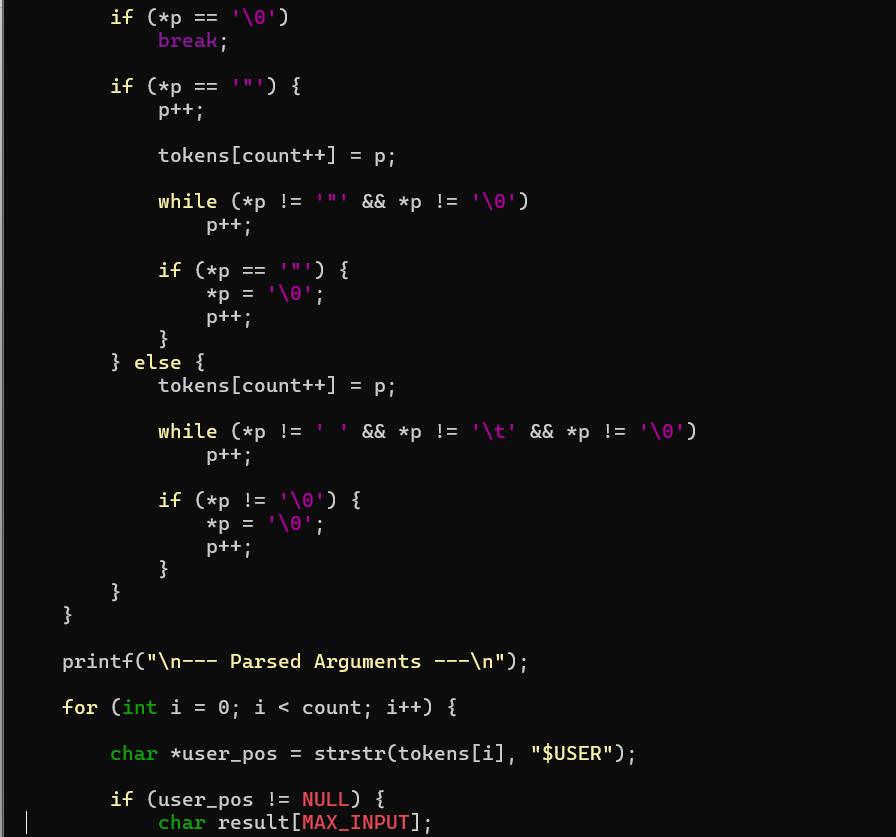 if (*p == '\0')
break;
if (*p == '"') {
p++;
tokens[count++] = p;
while (*p != '"' && *p != '\0')
p++;
if (*p == '"') {
*p = '\0';
p++;
}
} else {
tokens[count++] = p;
while (*p != ' ' && *p != '\t' && *p != '\0')
p++;
if (*p != '\0') {
*p = '\0';
p++;
}
}
}
printf("\n--- Parsed Arguments ---\n");
for (int i = 0; i < count; i++) {
char *user_pos = strstr(tokens[i], "$USER");
if (user_pos != NULL) {
char result[MAX_INPUT];